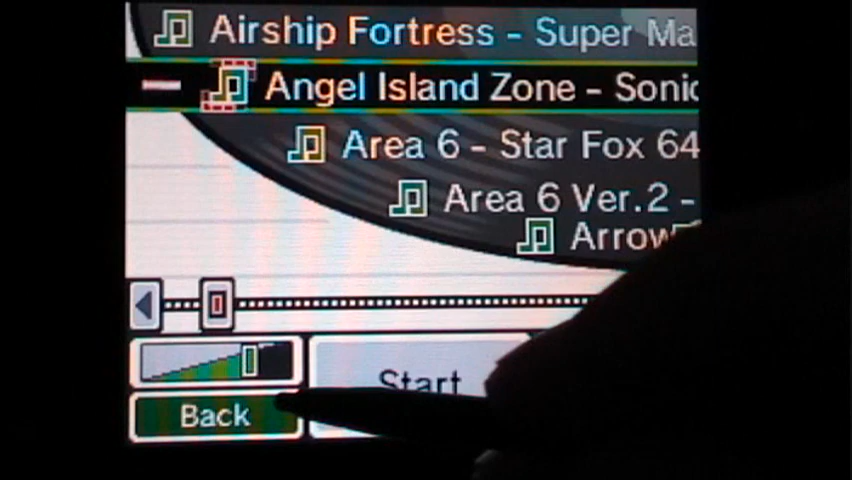 Airship Fortress - Super Ma
Angel Island Zone - Sonic
Area 6 - Star Fox 64
Area 6 Ver.2 -
Arrow
Start
Back